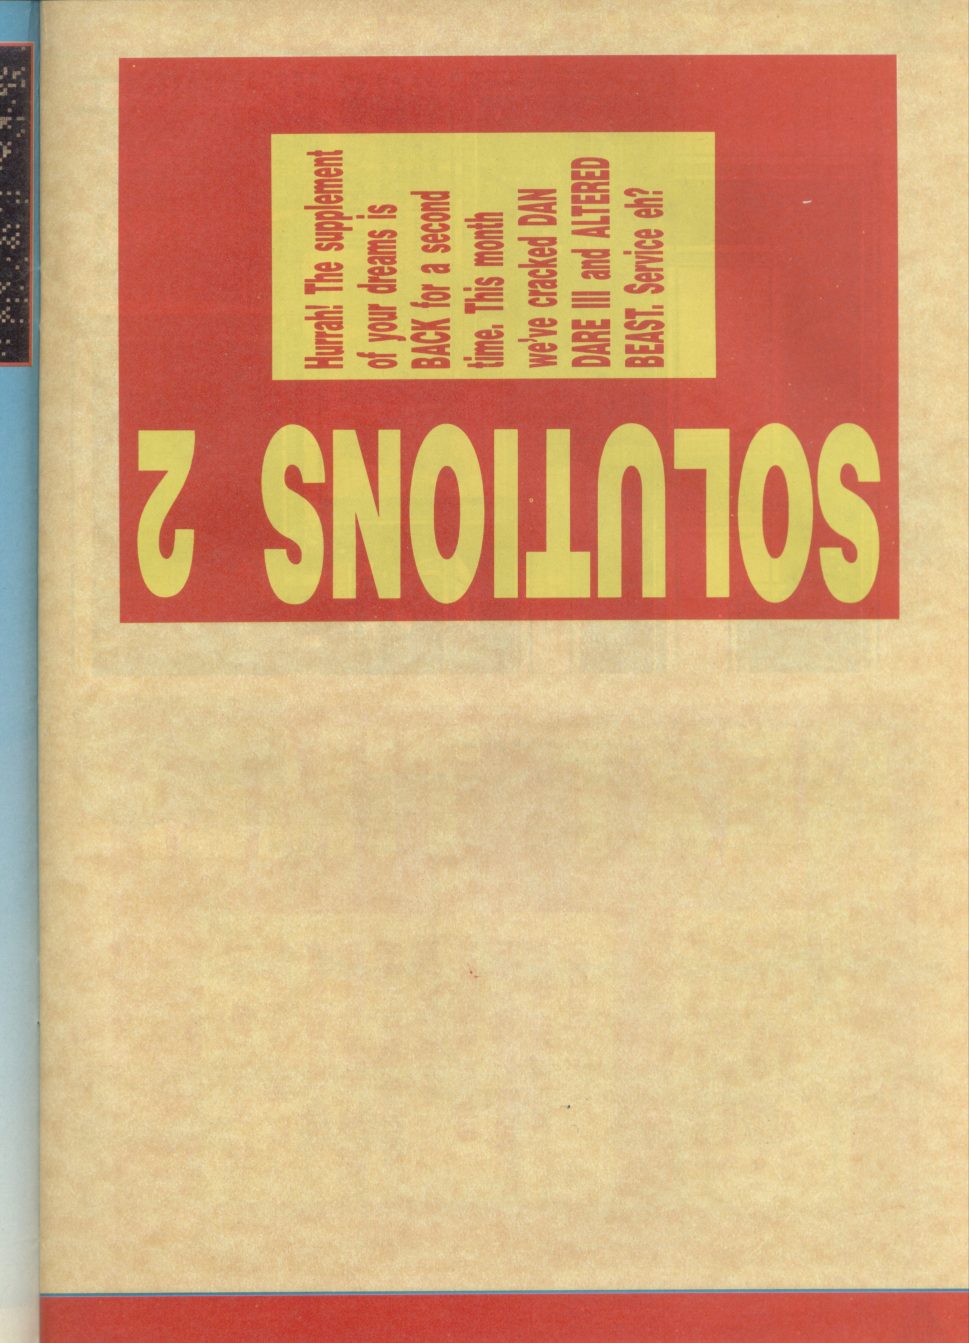 SOLUTIONS 2
Hurrah! The supplement
of your dreams is
BACK for a second
time. This month
we've cracked DAN
DARE III and ALTERED
BEAST. Service eh?